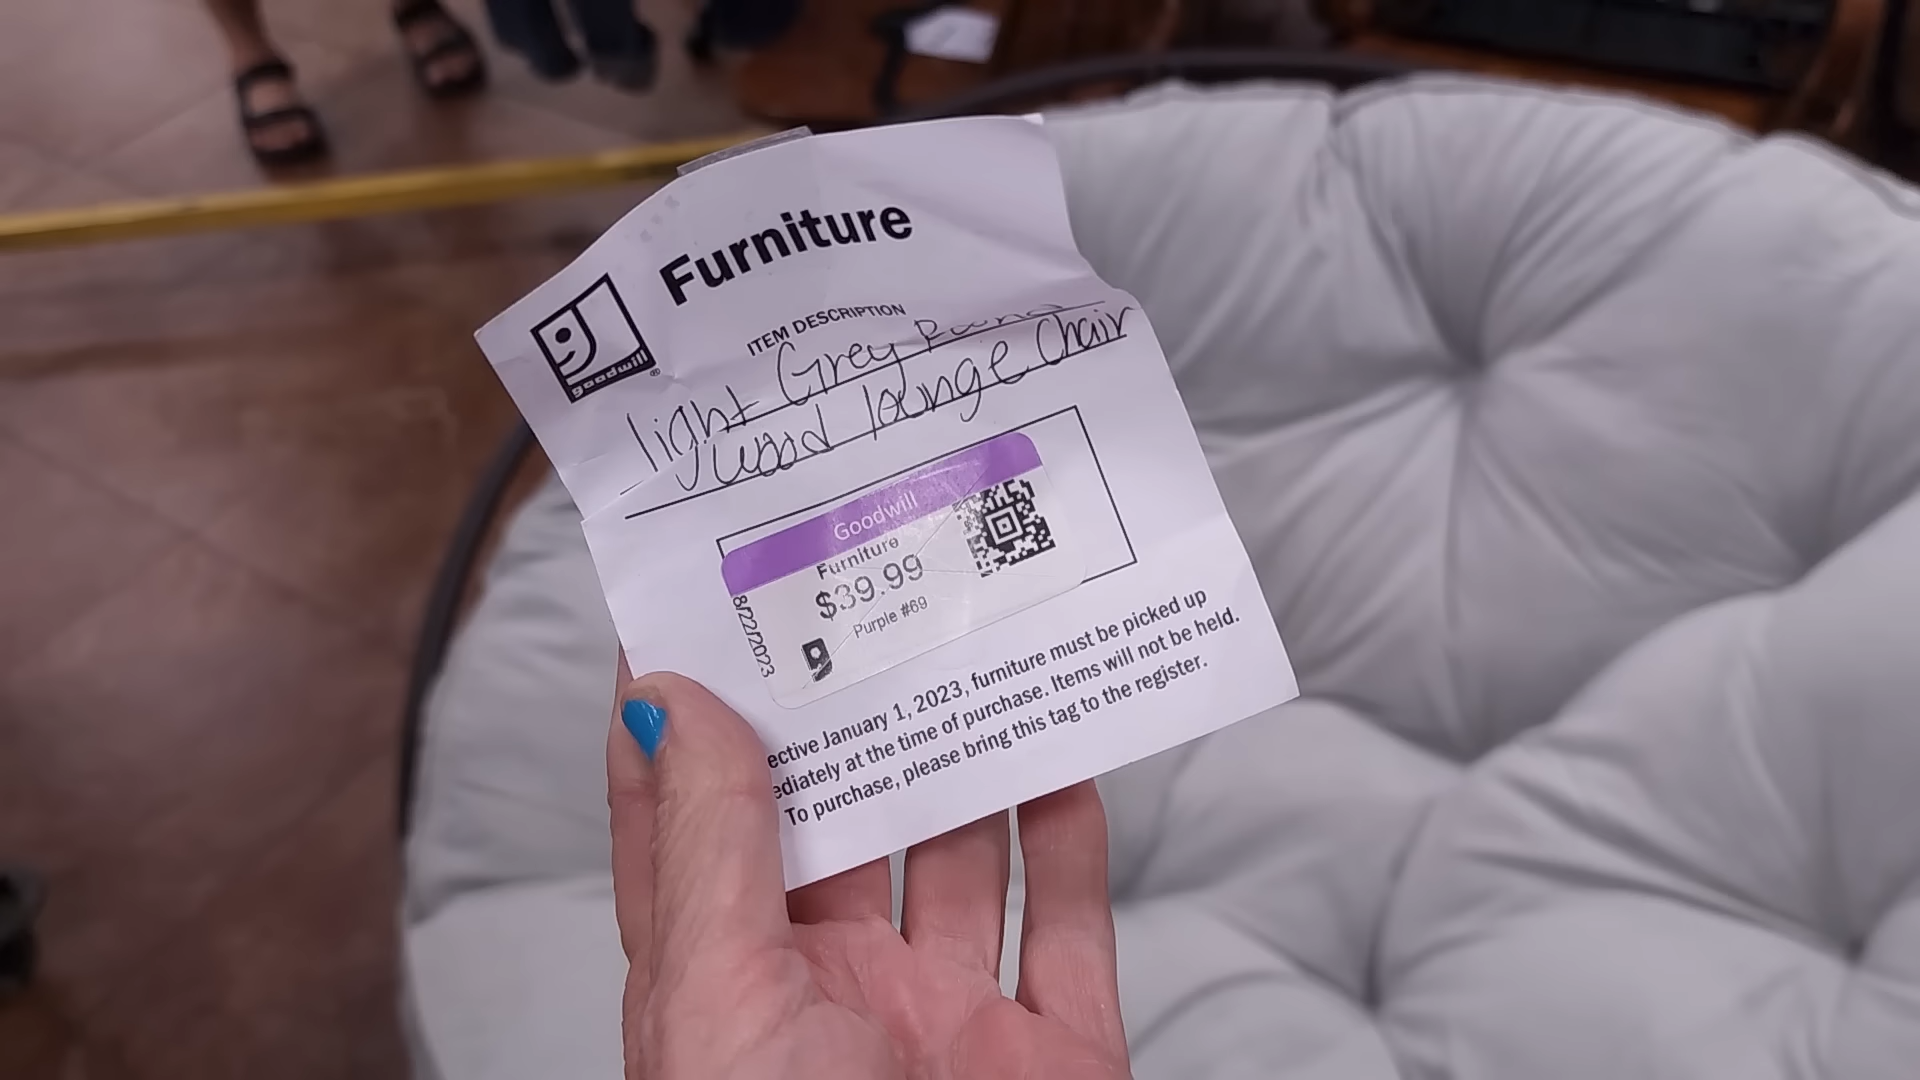 Furniture
goodwill®
ITEM DESCRIPTION
light Grey Round
wood lounge Chair
Goodwill
Furniture
$39.99
Purple #69
8/22/2023
ective January 1, 2023, furniture must be picked up
ediately at the time of purchase. Items will not be held.
To purchase, please bring this tag to the register.